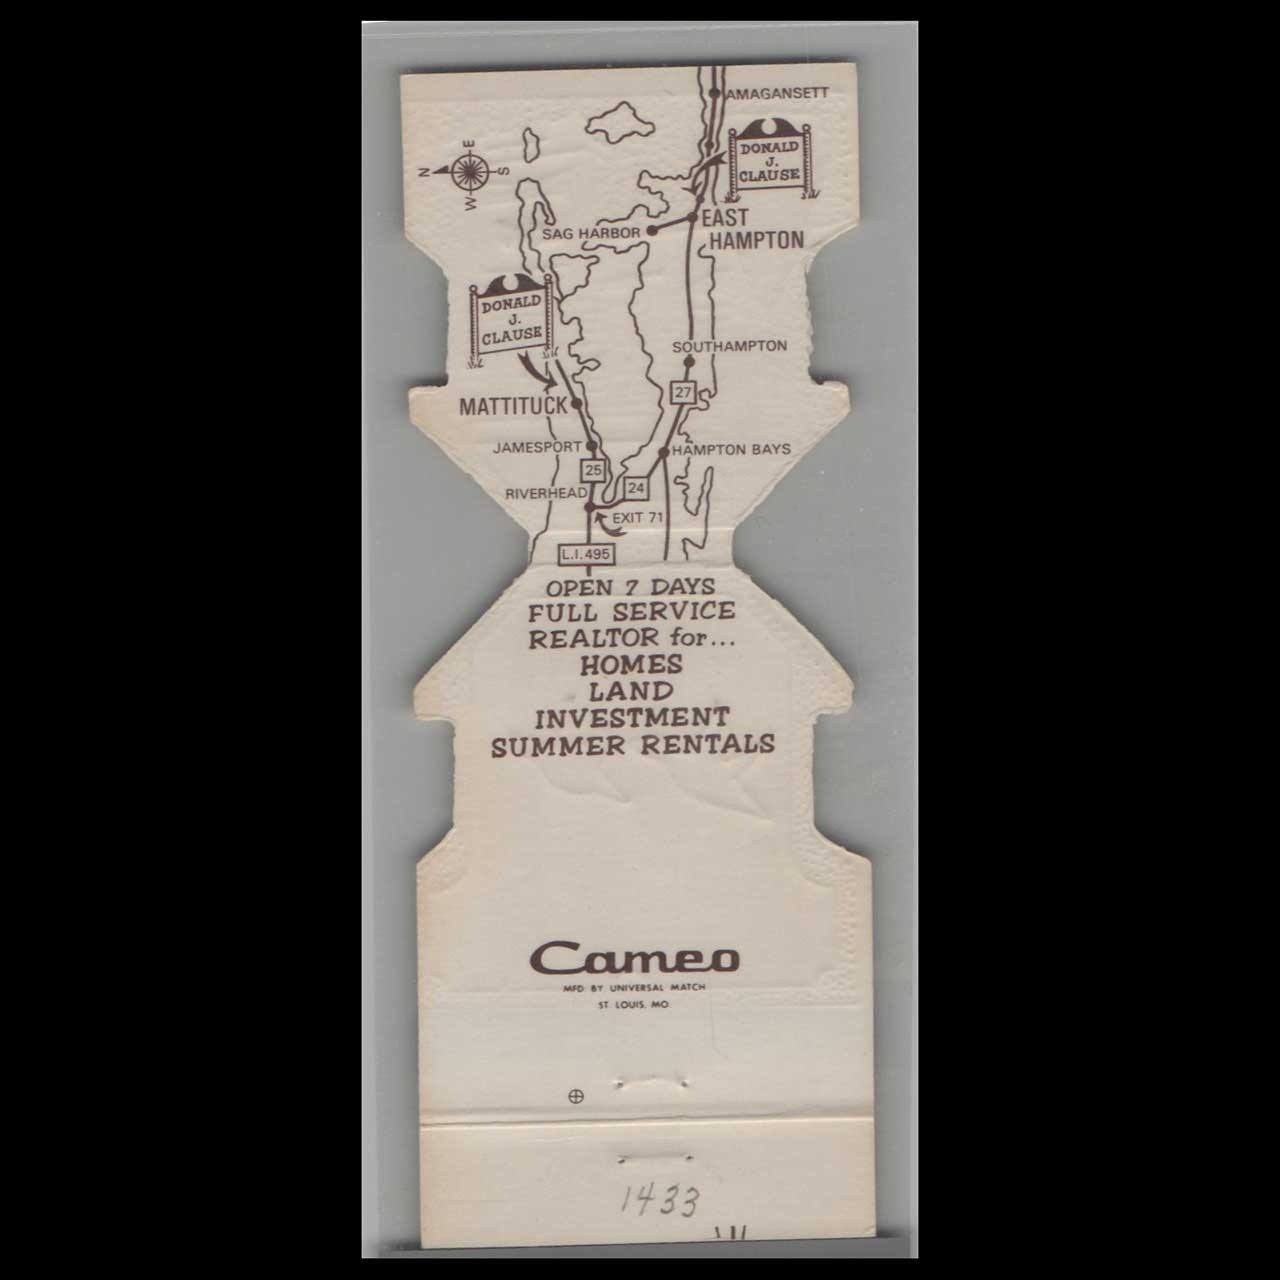 AMAGANSETT
DONALD
J.
CLAUSE
E
N
S
W
EAST
HAMPTON
SAG HARBOR
DONALD
J.
CLAUSE
SOUTHAMPTON
27
MATTITUCK
JAMESPORT
HAMPTON BAYS
25
24
RIVERHEAD
EXIT 71
L.I. 495
OPEN 7 DAYS
FULL SERVICE
REALTOR for...
HOMES
LAND
INVESTMENT
SUMMER RENTALS
Cameo
MFD BY UNIVERSAL MATCH
ST. LOUIS, MO
1433